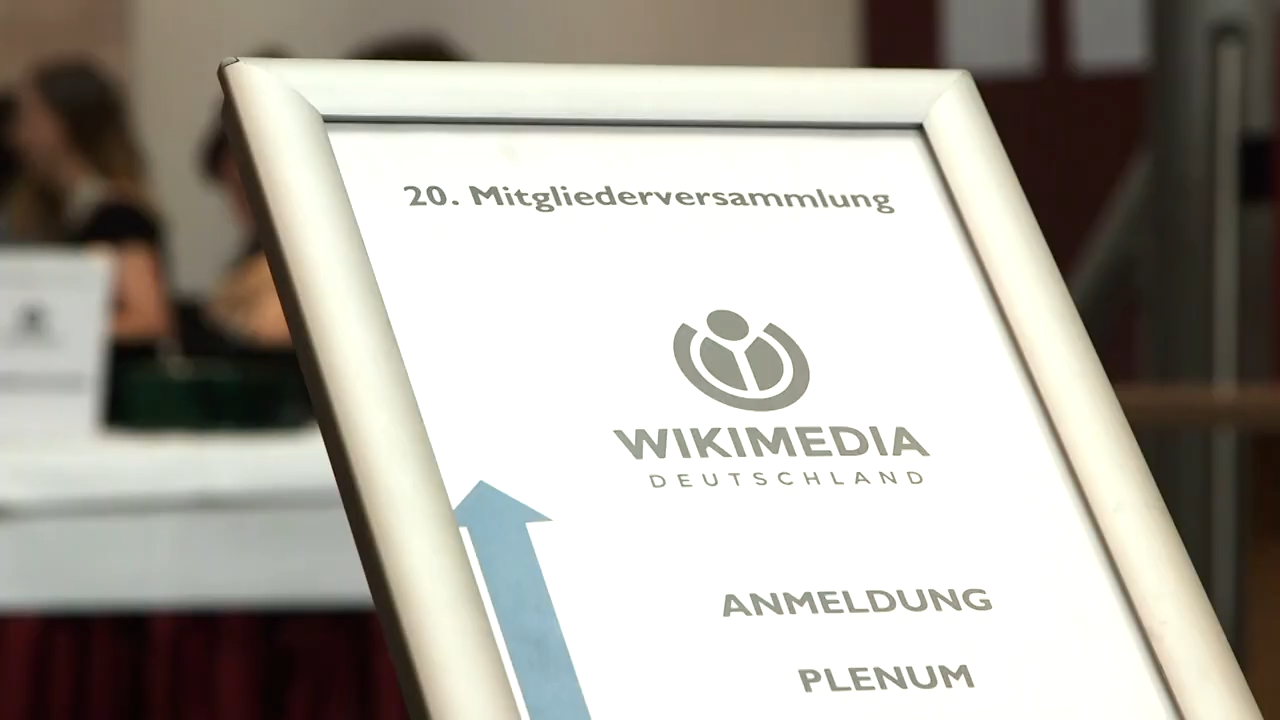 20. Mitgliederversammlung
WIKIMEDIA
DEUTSCHLAND
ANMELDUNG
PLENUM